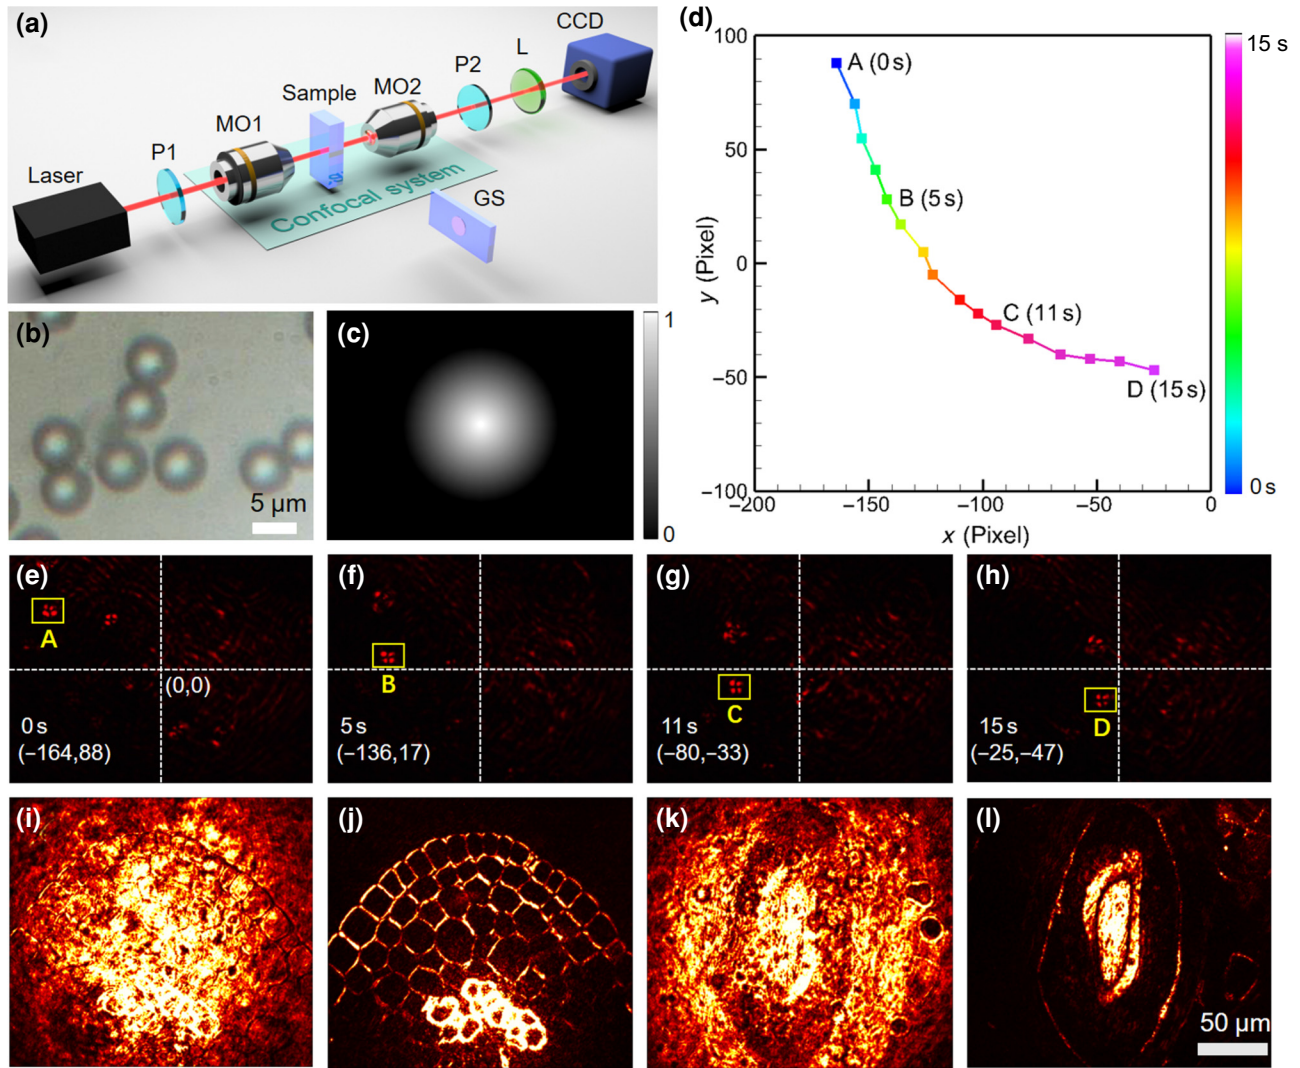 (a)
CCD
L
P2
MO2
Sample
MO1
P1
Laser
GS
Confocal system
(b)
5 μm
(c)
1
0
(d)
100
50
0
−50
−100
−200
−150
−100
−50
0
y (Pixel)
x (Pixel)
A (0 s)
B (5 s)
C (11 s)
D (15 s)
15 s
0 s
(e)
A
(0,0)
0 s
(−164,88)
(f)
B
5 s
(−136,17)
(g)
C
11 s
(−80,−33)
(h)
D
15 s
(−25,−47)
(i)
(j)
(k)
(l)
50 μm